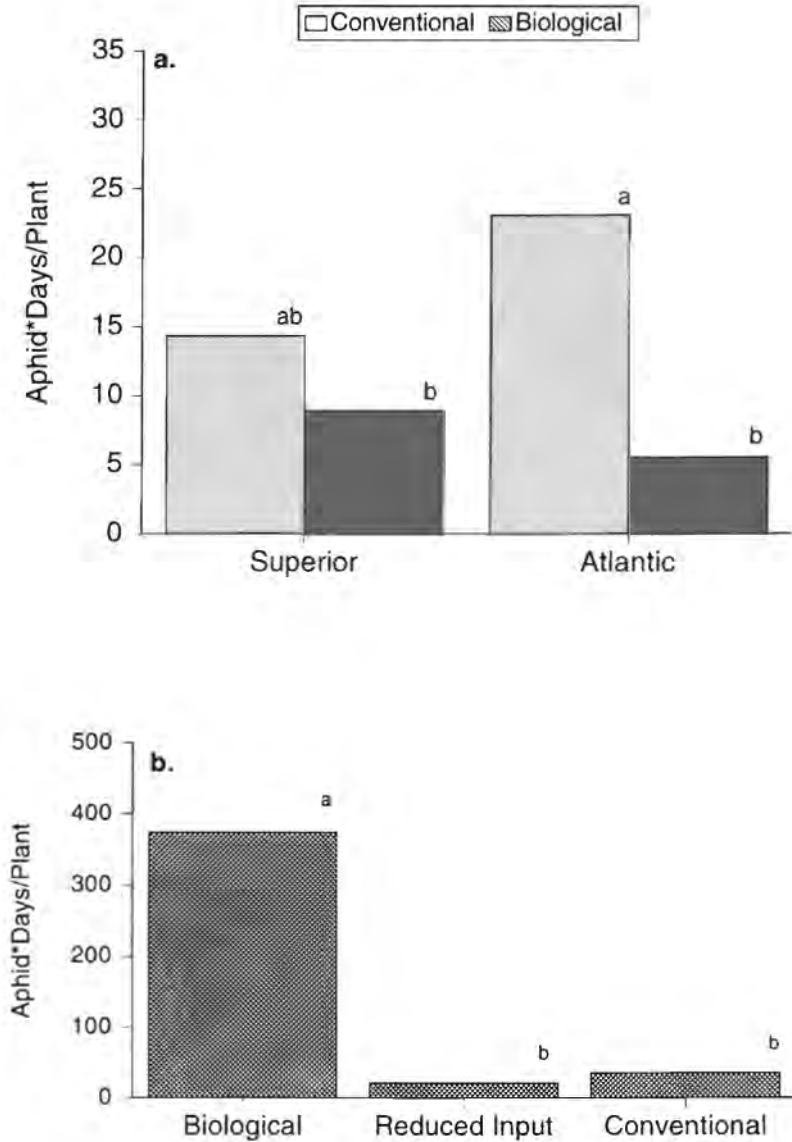 Conventional Biological
a.
35
30
25
20
15
10
5
0
Aphid*Days/Plant
ab
b
a
b
Superior Atlantic
b.
500
400
300
200
100
0
Aphid*Days/Plant
a
b
b
Biological Reduced Input Conventional